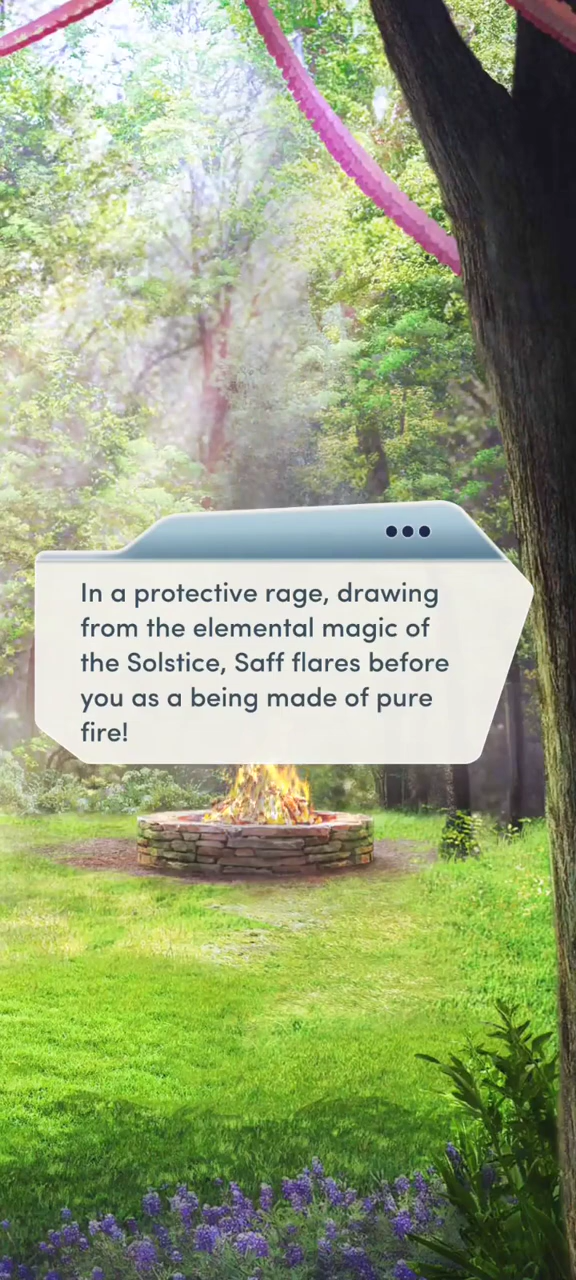 In a protective rage, drawing
from the elemental magic of
the Solstice, Saff flares before
you as a being made of pure
fire!